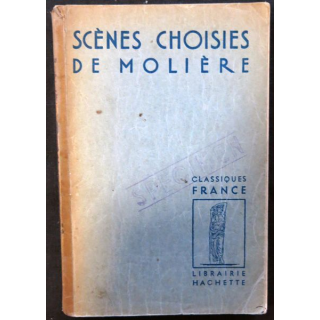 SCÈNES CHOISIES
DE MOLIÈRE
CLASSIQUES
FRANCE
LIBRAIRIE
HACHETTE